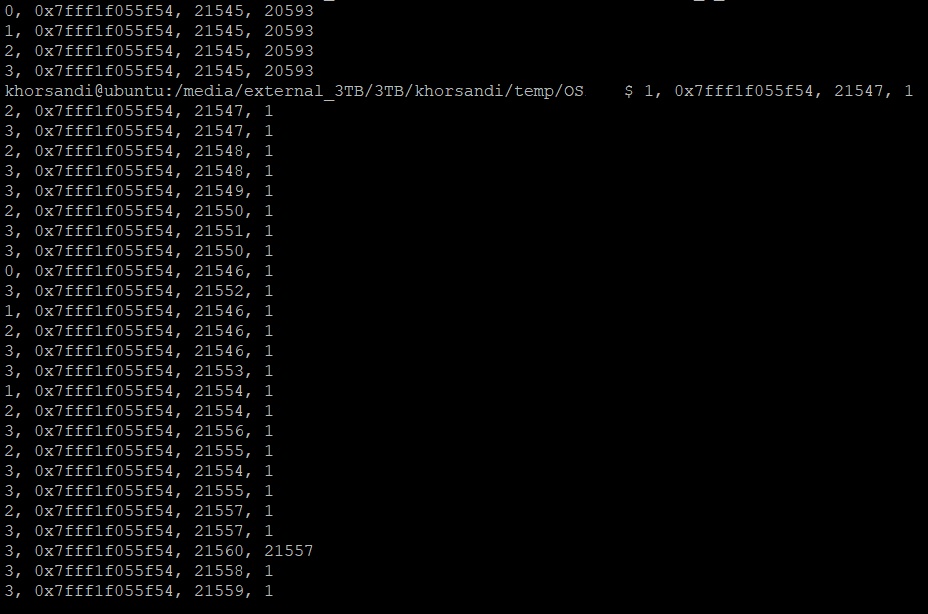 0, 0x7fff1f055f54, 21545, 20593
1, 0x7fff1f055f54, 21545, 20593
2, 0x7fff1f055f54, 21545, 20593
3, 0x7fff1f055f54, 21545, 20593
khorsandi@ubuntu:/media/external_3TB/3TB/khorsandi/temp/OS    $ 1, 0x7fff1f055f54, 21547, 1
2, 0x7fff1f055f54, 21547, 1
3, 0x7fff1f055f54, 21547, 1
2, 0x7fff1f055f54, 21548, 1
3, 0x7fff1f055f54, 21548, 1
3, 0x7fff1f055f54, 21549, 1
2, 0x7fff1f055f54, 21550, 1
3, 0x7fff1f055f54, 21551, 1
3, 0x7fff1f055f54, 21550, 1
0, 0x7fff1f055f54, 21546, 1
3, 0x7fff1f055f54, 21552, 1
1, 0x7fff1f055f54, 21546, 1
2, 0x7fff1f055f54, 21546, 1
3, 0x7fff1f055f54, 21546, 1
3, 0x7fff1f055f54, 21553, 1
1, 0x7fff1f055f54, 21554, 1
2, 0x7fff1f055f54, 21554, 1
3, 0x7fff1f055f54, 21556, 1
2, 0x7fff1f055f54, 21555, 1
3, 0x7fff1f055f54, 21554, 1
3, 0x7fff1f055f54, 21555, 1
2, 0x7fff1f055f54, 21557, 1
3, 0x7fff1f055f54, 21557, 1
3, 0x7fff1f055f54, 21560, 21557
3, 0x7fff1f055f54, 21558, 1
3, 0x7fff1f055f54, 21559, 1